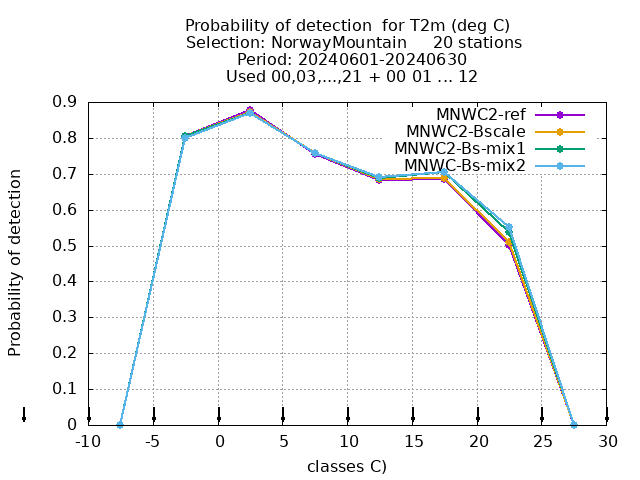 Probability of detection  for T2m (deg C)
Selection: NorwayMountain     20 stations
Period: 20240601-20240630
Used 00,03,...,21 + 00 01 ... 12
MNWC2-ref
MNWC2-Bscale
MNWC2-Bs-mix1
MNWC-Bs-mix2
Probability of detection
0.9
0.8
0.7
0.6
0.5
0.4
0.3
0.2
0.1
0
-10 -5 0 5 10 15 20 25 30
classes C)